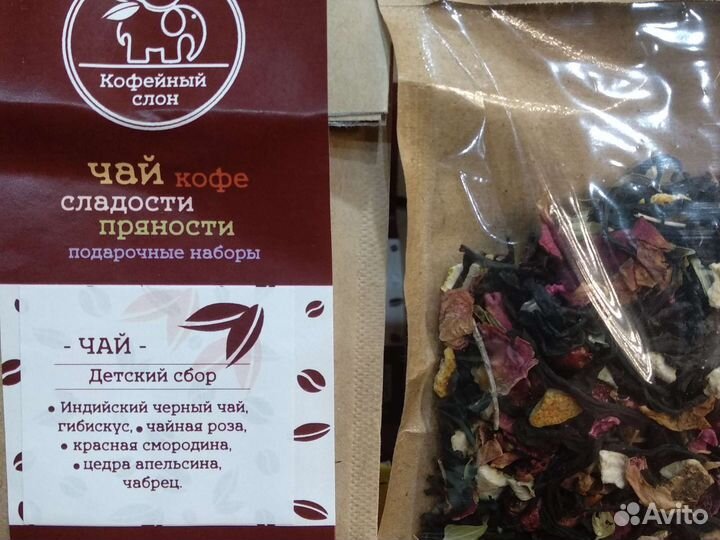 Кофейный
слон
чай кофе
сладости
пряности
подарочные наборы
- ЧАЙ -
Детский сбор
• Индийский черный чай,
гибискус, • чайная роза,
• красная смородина,
• цедра апельсина,
чабрец.
Avito